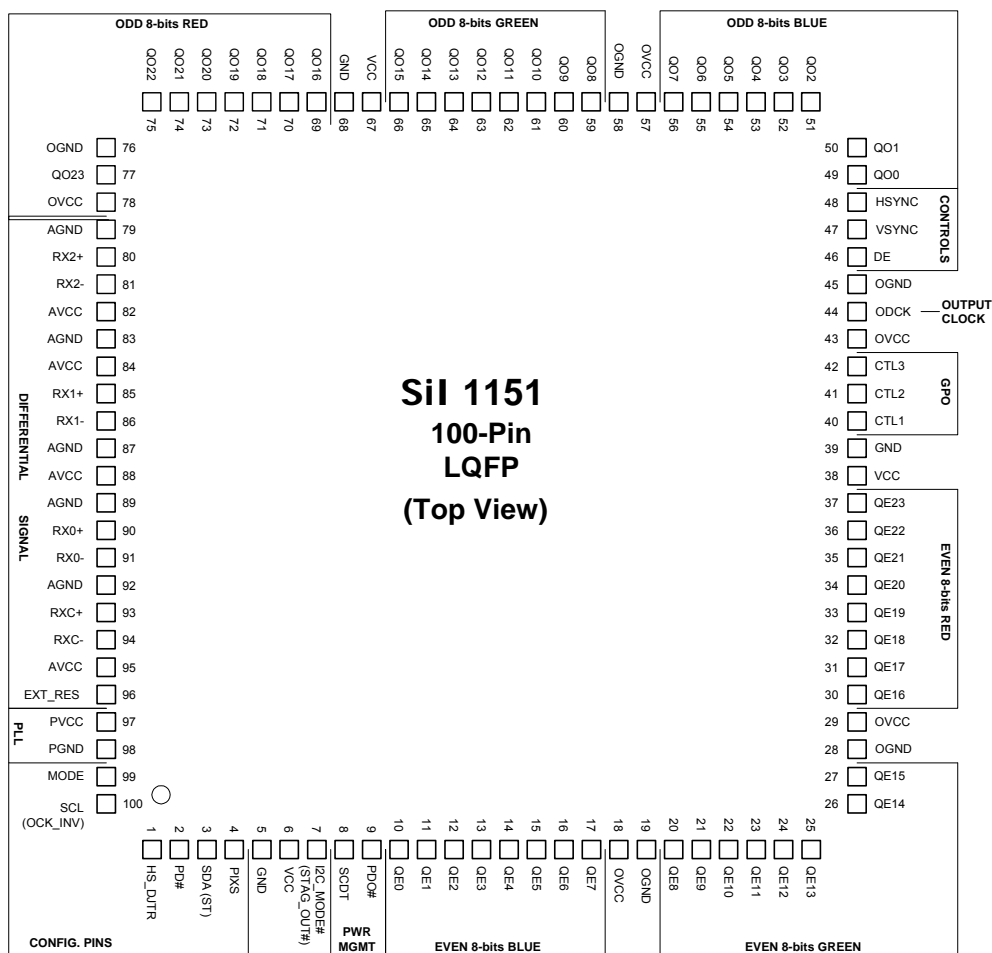 ODD 8-bits RED
ODD 8-bits GREEN
ODD 8-bits BLUE
QO22 QO21 QO20 QO19 QO18 QO17 QO16 GND VCC QO15 QO14 QO13 QO12 QO11 QO10 QO9 QO8 OGND OVCC QO7 QO6 QO5 QO4 QO3 QO2
75 74 73 72 71 70 69 68 67 66 65 64 63 62 61 60 59 58 57 56 55 54 53 52 51
OGND 76
QO23 77
OVCC 78
AGND 79
RX2+ 80
RX2- 81
AVCC 82
AGND 83
AVCC 84
RX1+ 85
RX1- 86
AGND 87
AVCC 88
AGND 89
RX0+ 90
RX0- 91
AGND 92
RXC+ 93
RXC- 94
AVCC 95
EXT_RES 96
PVCC 97
PGND 98
MODE 99
SCL 100
(OCK_INV)
DIFFERENTIAL SIGNAL
PLL
SiI 1151
100-Pin
LQFP
(Top View)
50 QO1
49 QO0
48 HSYNC
47 VSYNC
46 DE
45 OGND
44 ODCK
43 OVCC
42 CTL3
41 CTL2
40 CTL1
39 GND
38 VCC
37 QE23
36 QE22
35 QE21
34 QE20
33 QE19
32 QE18
31 QE17
30 QE16
29 OVCC
28 OGND
27 QE15
26 QE14
CONTROLS
OUTPUT
CLOCK
GPO
EVEN 8-bits RED
1 2 3 4 5 6 7 8 9 10 11 12 13 14 15 16 17 18 19 20 21 22 23 24 25
HS_DJTR PD# SDA (ST) PIXS GND VCC I2C_MODE# (STAG_OUT#) SCDT PDO# QE0 QE1 QE2 QE3 QE4 QE5 QE6 QE7 OVCC OGND QE8 QE9 QE10 QE11 QE12 QE13
CONFIG. PINS
PWR
MGMT
EVEN 8-bits BLUE
EVEN 8-bits GREEN